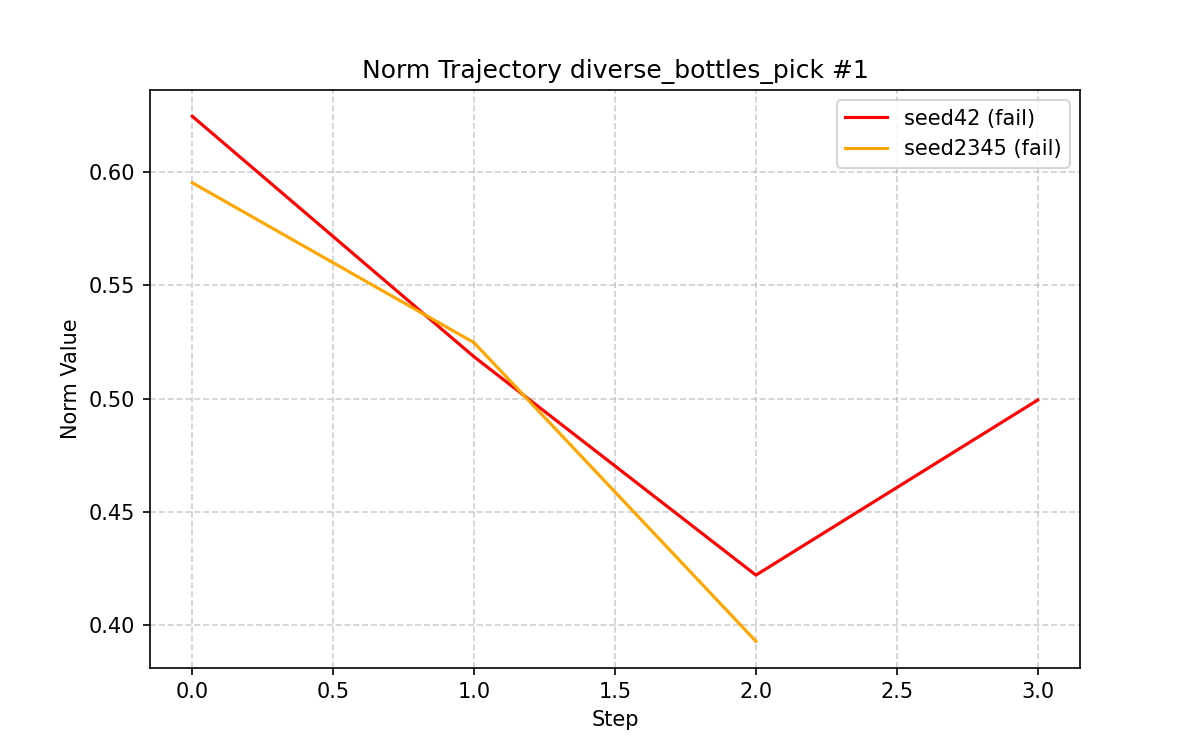 Norm Trajectory diverse_bottles_pick #1
seed42 (fail)
seed2345 (fail)
Norm Value
0.60
0.55
0.50
0.45
0.40
0.0 0.5 1.0 1.5 2.0 2.5 3.0
Step